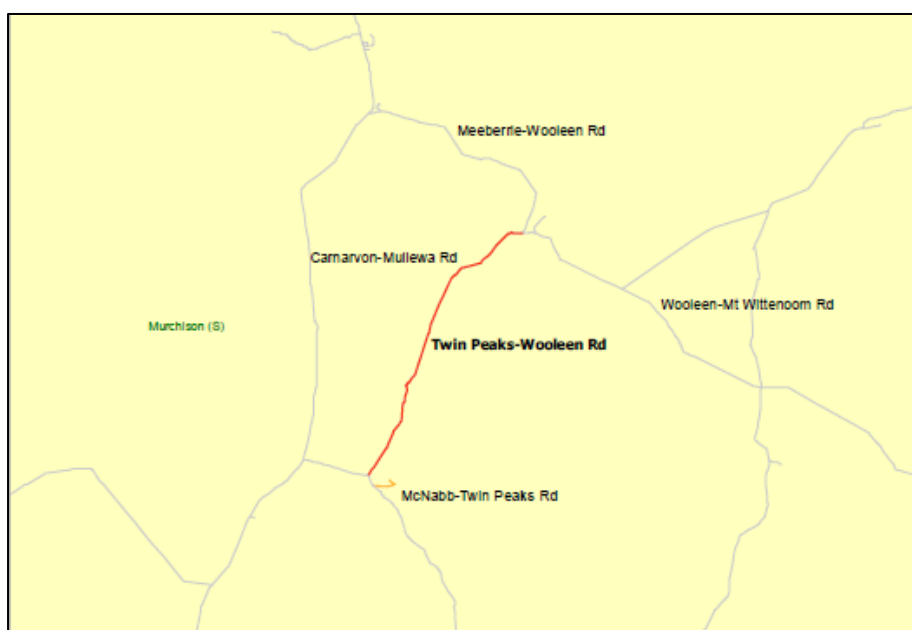 Meeberrie-Wooleen Rd
Carnarvon-Mullewa Rd
Wooleen-Mt Wittenoom Rd
Murchison (S)
Twin Peaks-Wooleen Rd
McNabb-Twin Peaks Rd